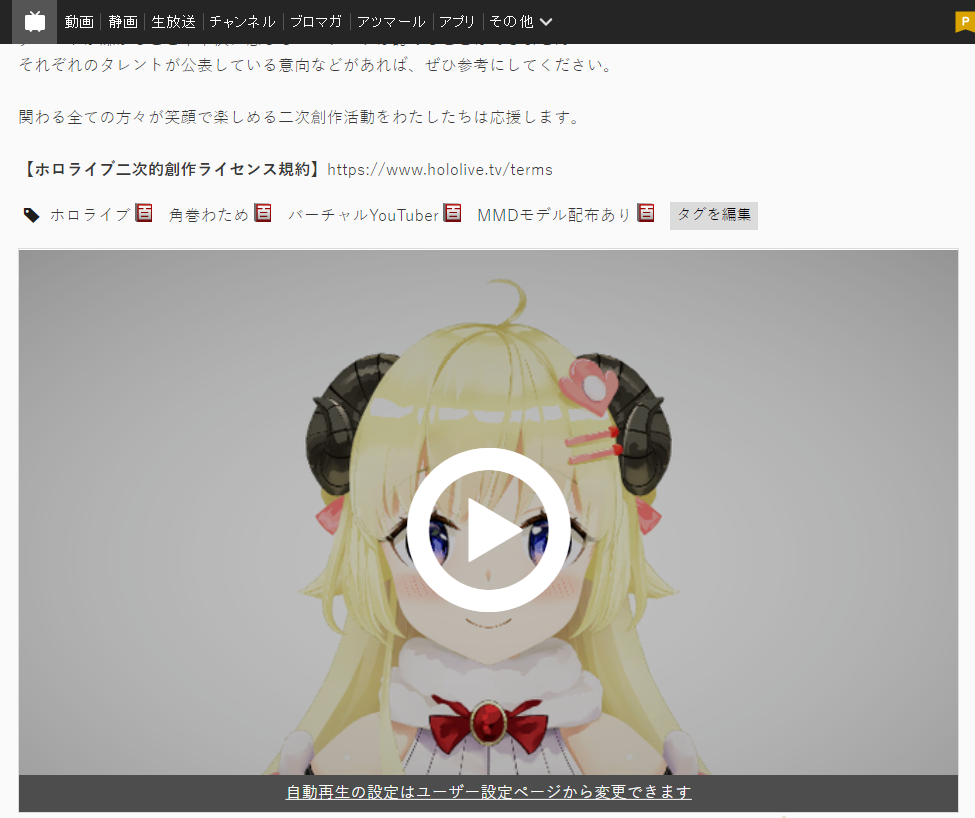 動画 静画 生放送 チャンネル ブロマガ アツマール アプリ その他
P
それぞれのタレントが公表している意向などがあれば、ぜひ参考にしてください。
関わる全ての方々が笑顔で楽しめる二次創作活動をわたしたちは応援します。
【ホロライブ二次的創作ライセンス規約】https://www.hololive.tv/terms
ホロライブ 百 角巻わため 百 バーチャルYouTuber 百 MMDモデル配布あり 百 タグを編集
自動再生の設定はユーザー設定ページから変更できます